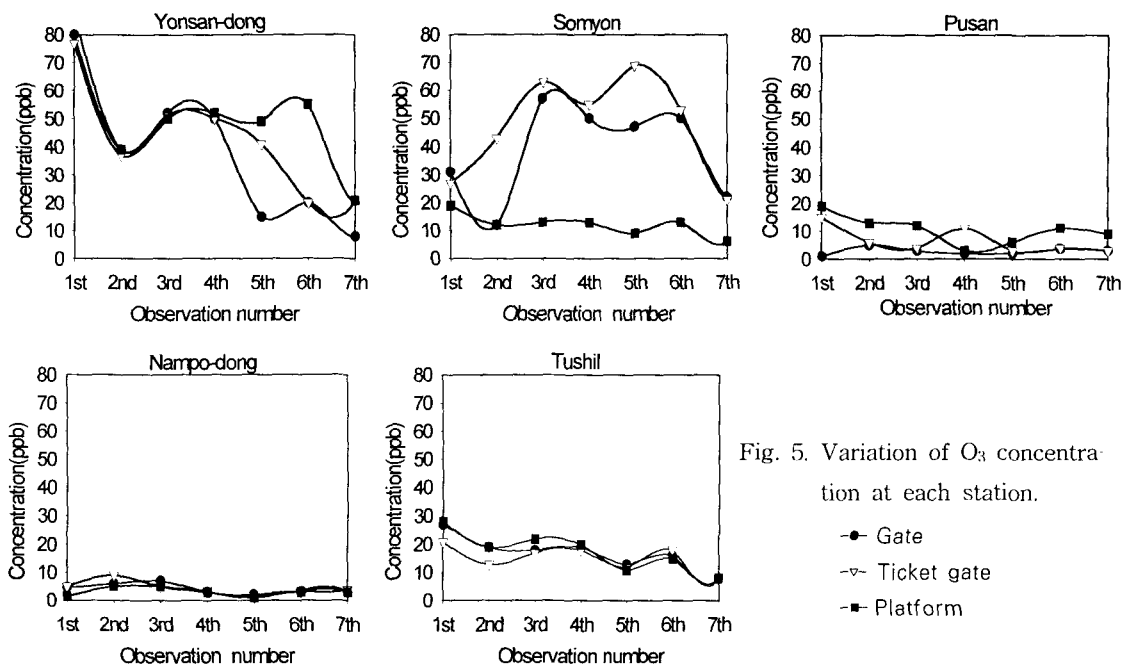 Yonsan-dong
Concentration(ppb)
80
70
60
50
40
30
20
10
0
1st 2nd 3rd 4th 5th 6th 7th
Observation number
Somyon
Concentration(ppb)
80
70
60
50
40
30
20
10
0
1st 2nd 3rd 4th 5th 6th 7th
Observation number
Pusan
Concentration(ppb)
80
70
60
50
40
30
20
10
0
1st 2nd 3rd 4th 5th 6th 7th
Observation number
Nampo-dong
Concentration(ppb)
80
70
60
50
40
30
20
10
0
1st 2nd 3rd 4th 5th 6th 7th
Observation number
Tushil
Concentration(ppb)
80
70
60
50
40
30
20
10
0
1st 2nd 3rd 4th 5th 6th 7th
Observation number
Fig. 5. Variation of O₃ concentra-
tion at each station.
Gate
Ticket gate
Platform